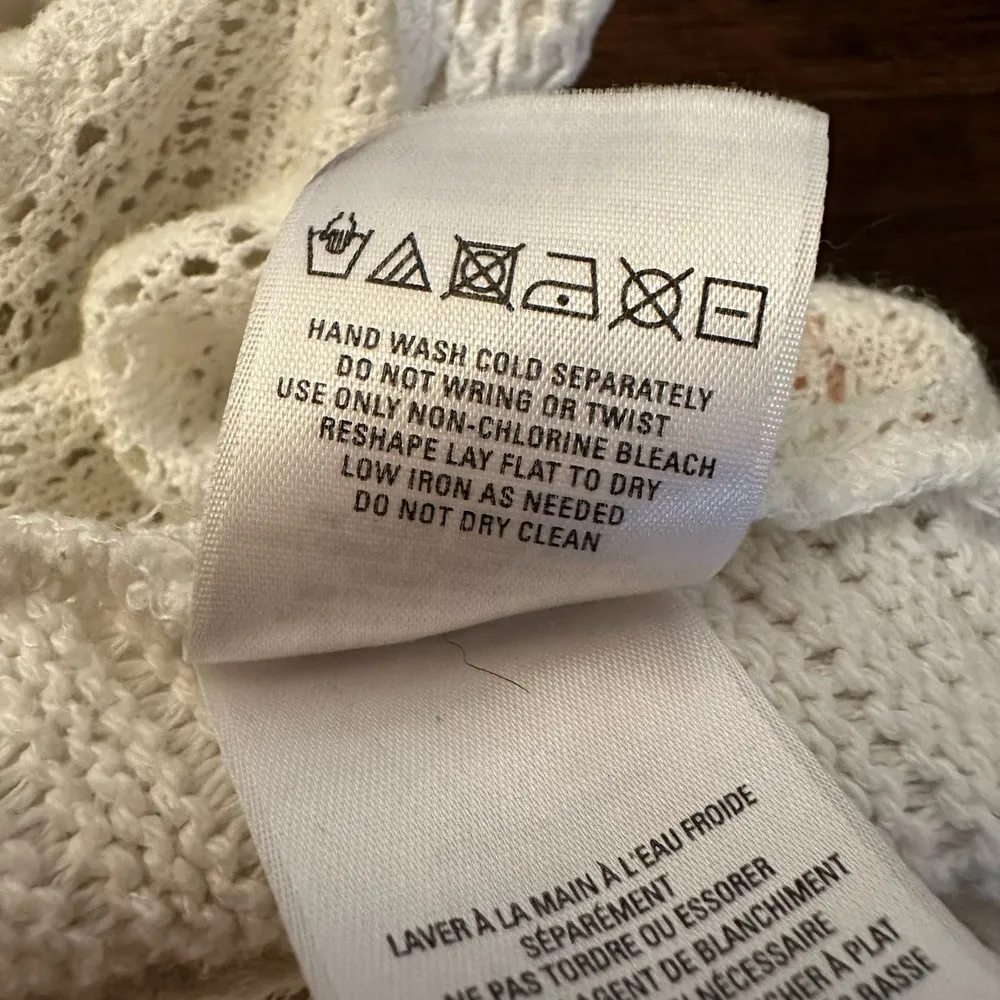 HAND WASH COLD SEPARATELY
DO NOT WRING OR TWIST
USE ONLY NON-CHLORINE BLEACH
RESHAPE LAY FLAT TO DRY
LOW IRON AS NEEDED
DO NOT DRY CLEAN
LAVER À LA MAIN À L'EAU FROIDE
SÉPARÉMENT
NE PAS TORDRE OU ESSORER
AGENT DE BLANCHIMENT
NÉCESSAIRE
À PLAT
BASSE